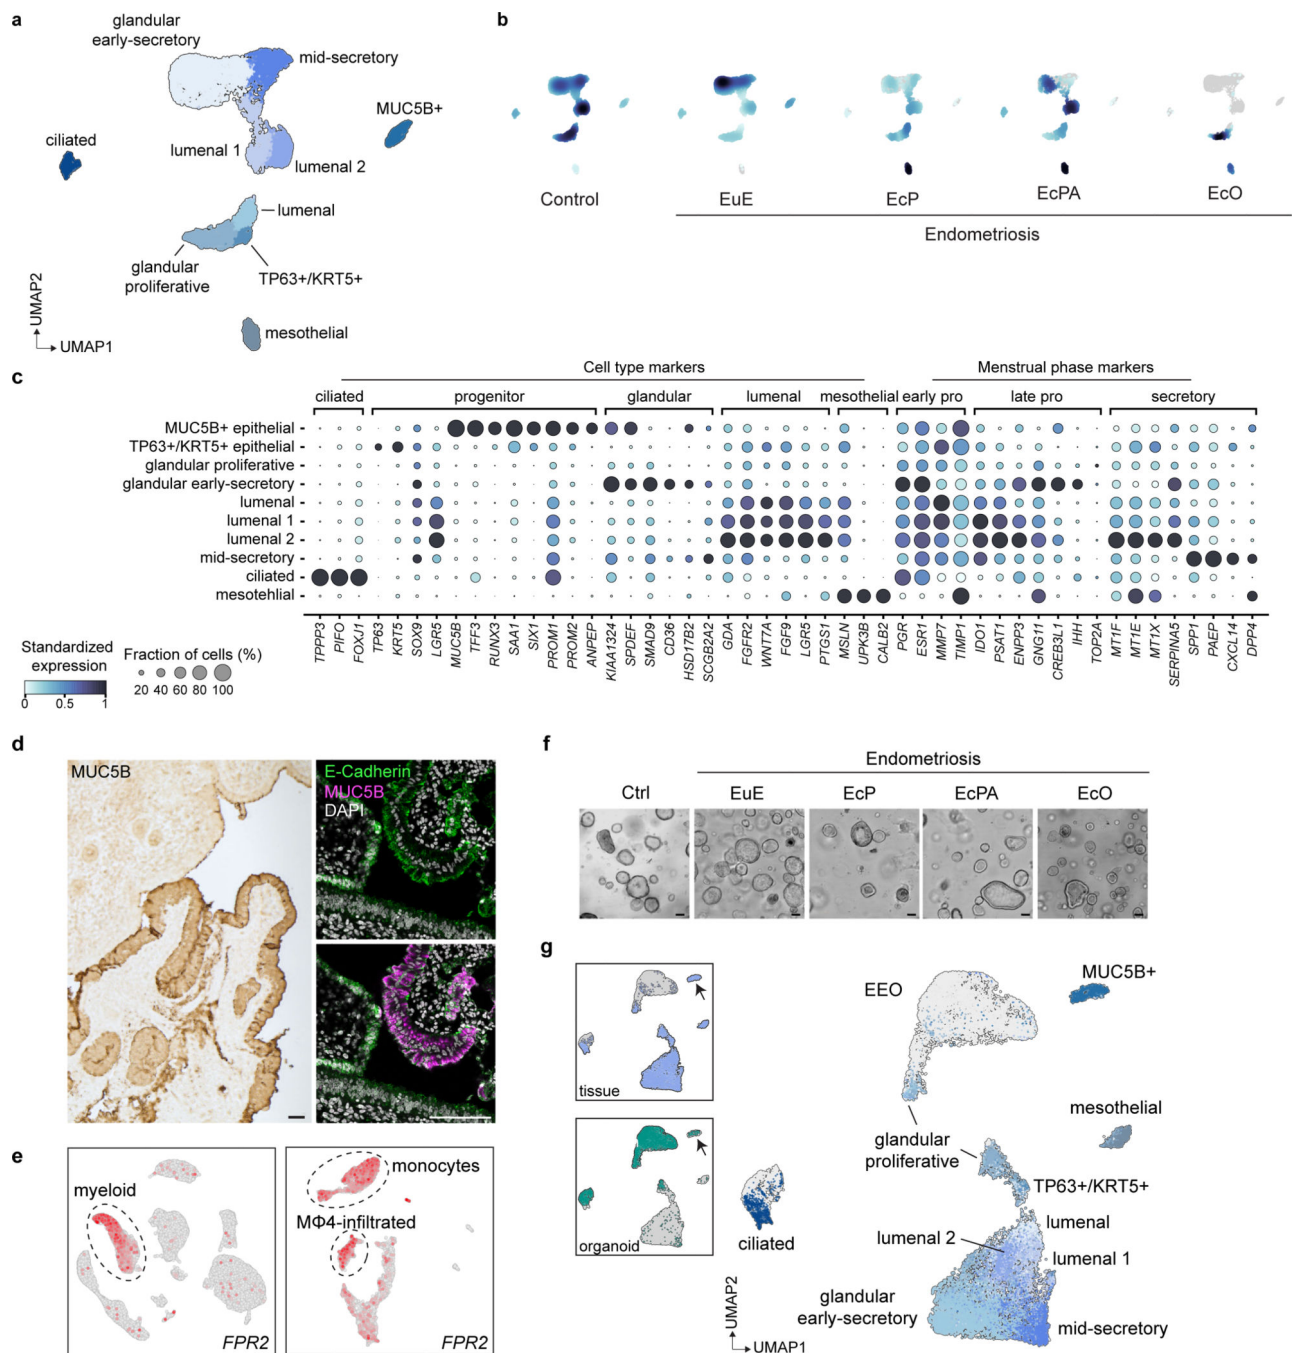 a
glandular
early-secretory
mid-secretory
MUC5B+
ciliated
lumenal 1
lumenal 2
lumenal
glandular
proliferative
TP63+/KRT5+
mesothelial
UMAP2
UMAP1
b
Control
EuE
EcP
EcPA
EcO
Endometriosis
c
Cell type markers
Menstrual phase markers
ciliated
progenitor
glandular
lumenal
mesothelial
early pro
late pro
secretory
MUC5B+ epithelial
TP63+/KRT5+ epithelial
glandular proliferative
glandular early-secretory
lumenal
lumenal 1
lumenal 2
mid-secretory
ciliated
mesotehlial
TPPP3
PIFO
FOXJ1
TP63
KRT5
SOX9
LGR5
MUC5B
TFF3
RUNX3
SAA1
SIX1
PROM1
PROM2
ANPEP
KIAA1324
SPDEF
SMAD9
CD36
HSD17B2
SCGB2A2
GDA
FGFR2
WNT7A
FGF9
LGR5
PTGS1
MSLN
UPK3B
CALB2
PGR
ESR1
MMP7
TIMP1
IDO1
PSAT1
ENPP3
GNG11
CREB3L1
IHH
TOP2A
MT1F
MT1E
MT1X
SERPINA5
SPP1
PAEP
CXCL14
DPP4
Standardized
expression
0 0.5 1
Fraction of cells (%)
20 40 60 80 100
d
MUC5B
E-Cadherin
MUC5B
DAPI
e
myeloid
FPR2
monocytes
MΦ4-infiltrated
FPR2
f
Endometriosis
Ctrl
EuE
EcP
EcPA
EcO
g
tissue
organoid
EEO
MUC5B+
mesothelial
glandular
proliferative
TP63+/KRT5+
ciliated
lumenal
lumenal 2
lumenal 1
glandular
early-secretory
mid-secretory
UMAP2
UMAP1